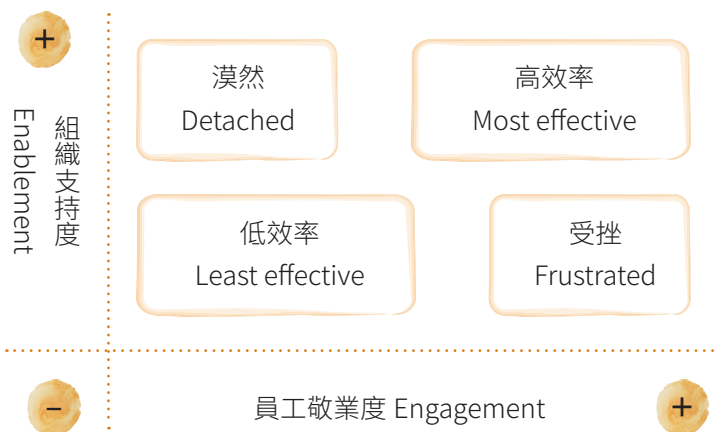 +
組織支持度
Enablement
漠然
Detached
高效率
Most effective
低效率
Least effective
受挫
Frustrated
-
員工敬業度 Engagement
+